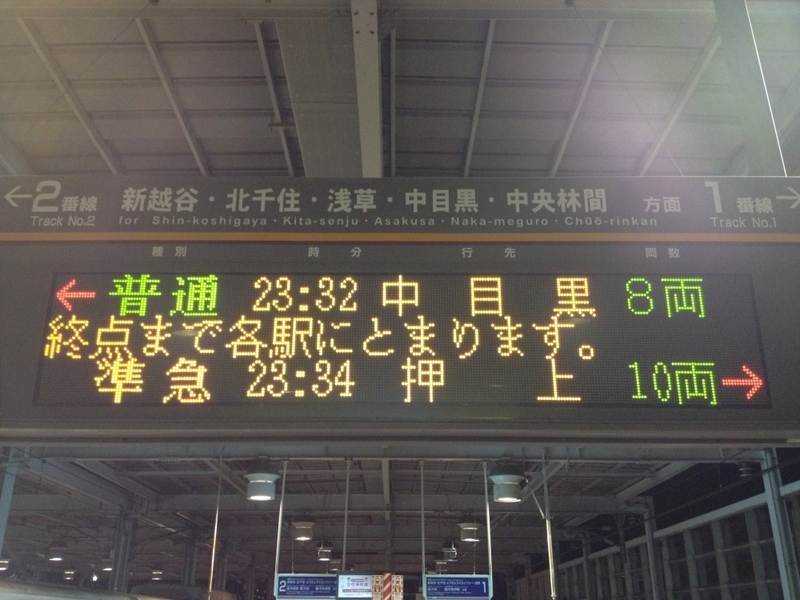 ←2番線 新越谷・北千住・浅草・中目黒・中央林間 方面 1番線→
Track No.2 for Shin-koshigaya・Kita-senju・Asakusa・Naka-meguro・Chūō-rinkan Track No.1
種別 時分 行先 両数
←普通 23:32 中目黒 8両
終点まで各駅にとまります。
準急 23:34 押上 10両→
2 1